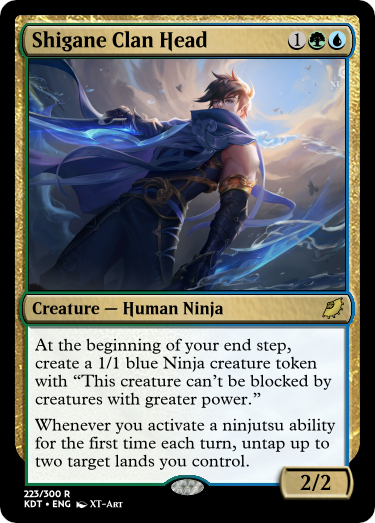 Shigane Clan Head 1
Creature — Human Ninja
At the beginning of your end step,
create a 1/1 blue Ninja creature token
with “This creature can’t be blocked by
creatures with greater power.”
Whenever you activate a ninjutsu ability
for the first time each turn, untap up to
two target lands you control.
2/2
223/300 R
KDT • ENG XT-Art